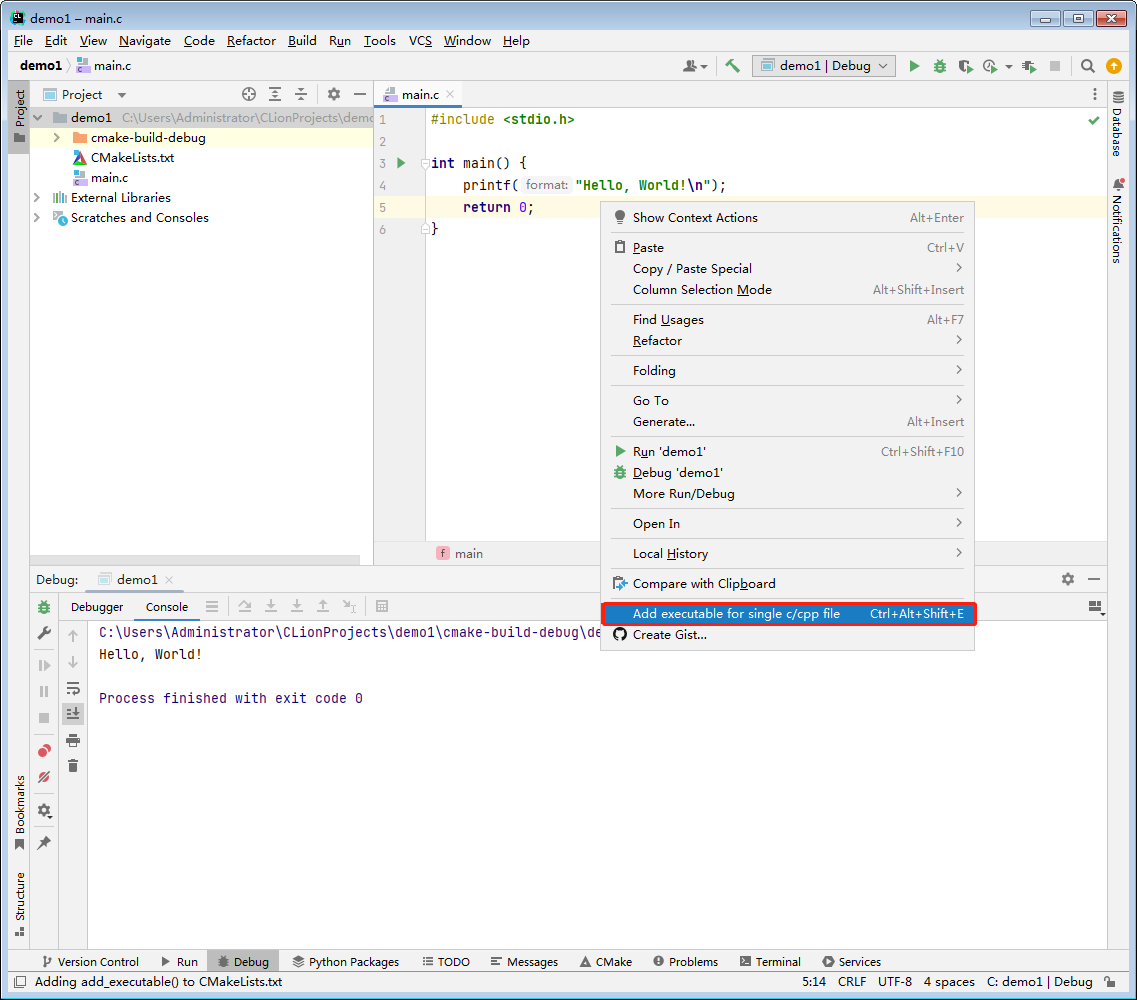 demo1 – main.c
File Edit View Navigate Code Refactor Build Run Tools VCS Window Help
demo1 main.c
demo1 | Debug
Project
Project
demo1 C:\Users\Administrator\CLionProjects\demo
cmake-build-debug
CMakeLists.txt
main.c
External Libraries
Scratches and Consoles
main.c
1 #include <stdio.h>
2
3 int main() {
4 printf( format: "Hello, World!\n");
5 return 0;
6 }
f main
Database
Notifications
Show Context Actions Alt+Enter
Paste Ctrl+V
Copy / Paste Special
Column Selection Mode Alt+Shift+Insert
Find Usages Alt+F7
Refactor
Folding
Go To
Generate... Alt+Insert
Run 'demo1' Ctrl+Shift+F10
Debug 'demo1'
More Run/Debug
Open In
Local History
Compare with Clipboard
Add executable for single c/cpp file Ctrl+Alt+Shift+E
Create Gist...
Debug: demo1
Debugger Console
C:\Users\Administrator\CLionProjects\demo1\cmake-build-debug\de
Hello, World!
Process finished with exit code 0
Bookmarks
Structure
Version Control Run Debug Python Packages TODO Messages CMake Problems Terminal Services
Adding add_executable() to CMakeLists.txt 5:14 CRLF UTF-8 4 spaces C: demo1 | Debug